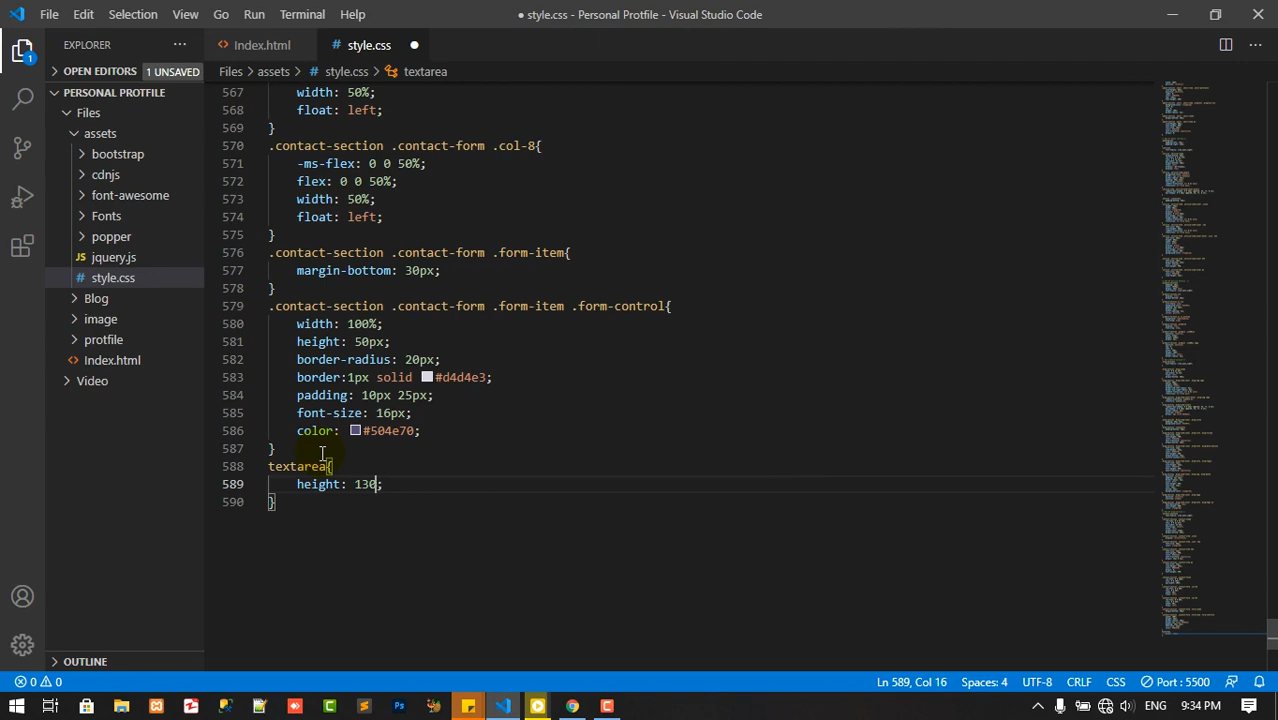 File Edit Selection View Go Run Terminal Help
● style.css - Personal Protfile - Visual Studio Code
EXPLORER
Index.html
# style.css
OPEN EDITORS 1 UNSAVED
Files > assets > # style.css > textarea
PERSONAL PROTFILE
Files
assets
bootstrap
cdnjs
font-awesome
Fonts
popper
JS jquery.js
# style.css
Blog
image
protfile
Index.html
Video
OUTLINE
567 width: 50%;
568 float: left;
569 }
570 .contact-section .contact-form .col-8{
571 -ms-flex: 0 0 50%;
572 flex: 0 0 50%;
573 width: 50%;
574 float: left;
575 }
576 .contact-section .contact-form .form-item{
577 margin-bottom: 30px;
578 }
579 .contact-section .contact-form .form-item .form-control{
580 width: 100%;
581 height: 50px;
582 border-radius: 20px;
583 border:1px solid #d4d4e3;
584 padding: 10px 25px;
585 font-size: 16px;
586 color: #504e70;
587 }
588 textarea{
589 height: 130;
590 }
0 0
Ln 589, Col 16 Spaces: 4 UTF-8 CRLF CSS Port : 5500
ENG 9:34 PM